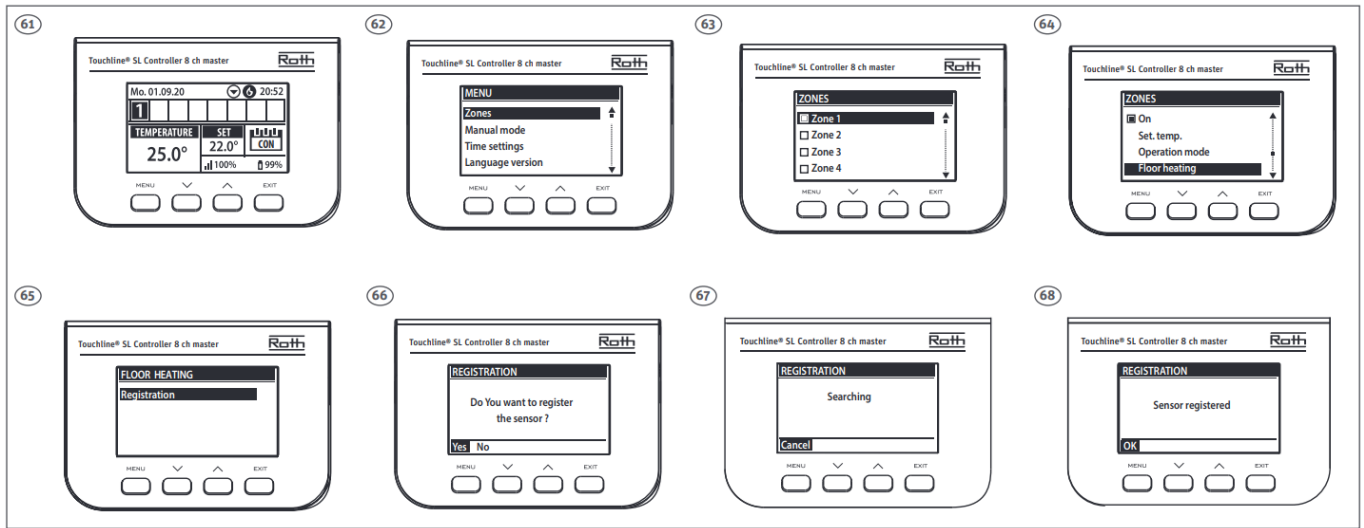 61
Touchline® SL Controller 8 ch master
Roth
Mo. 01.09.20 20:52
1
TEMPERATURE SET
25.0° 22.0° CON
100% 99%
MENU EXIT
62
Touchline® SL Controller 8 ch master
Roth
MENU
Zones
Manual mode
Time settings
Language version
MENU EXIT
63
Touchline® SL Controller 8 ch master
Roth
ZONES
Zone 1
Zone 2
Zone 3
Zone 4
MENU EXIT
64
Touchline® SL Controller 8 ch master
Roth
ZONES
On
Set. temp.
Operation mode
Floor heating
MENU EXIT
65
Touchline® SL Controller 8 ch master
Roth
FLOOR HEATING
Registration
MENU EXIT
66
Touchline® SL Controller 8 ch master
Roth
REGISTRATION
Do You want to register
the sensor ?
Yes No
MENU EXIT
67
Touchline® SL Controller 8 ch master
Roth
REGISTRATION
Searching
Cancel
MENU EXIT
68
Touchline® SL Controller 8 ch master
Roth
REGISTRATION
Sensor registered
OK
MENU EXIT